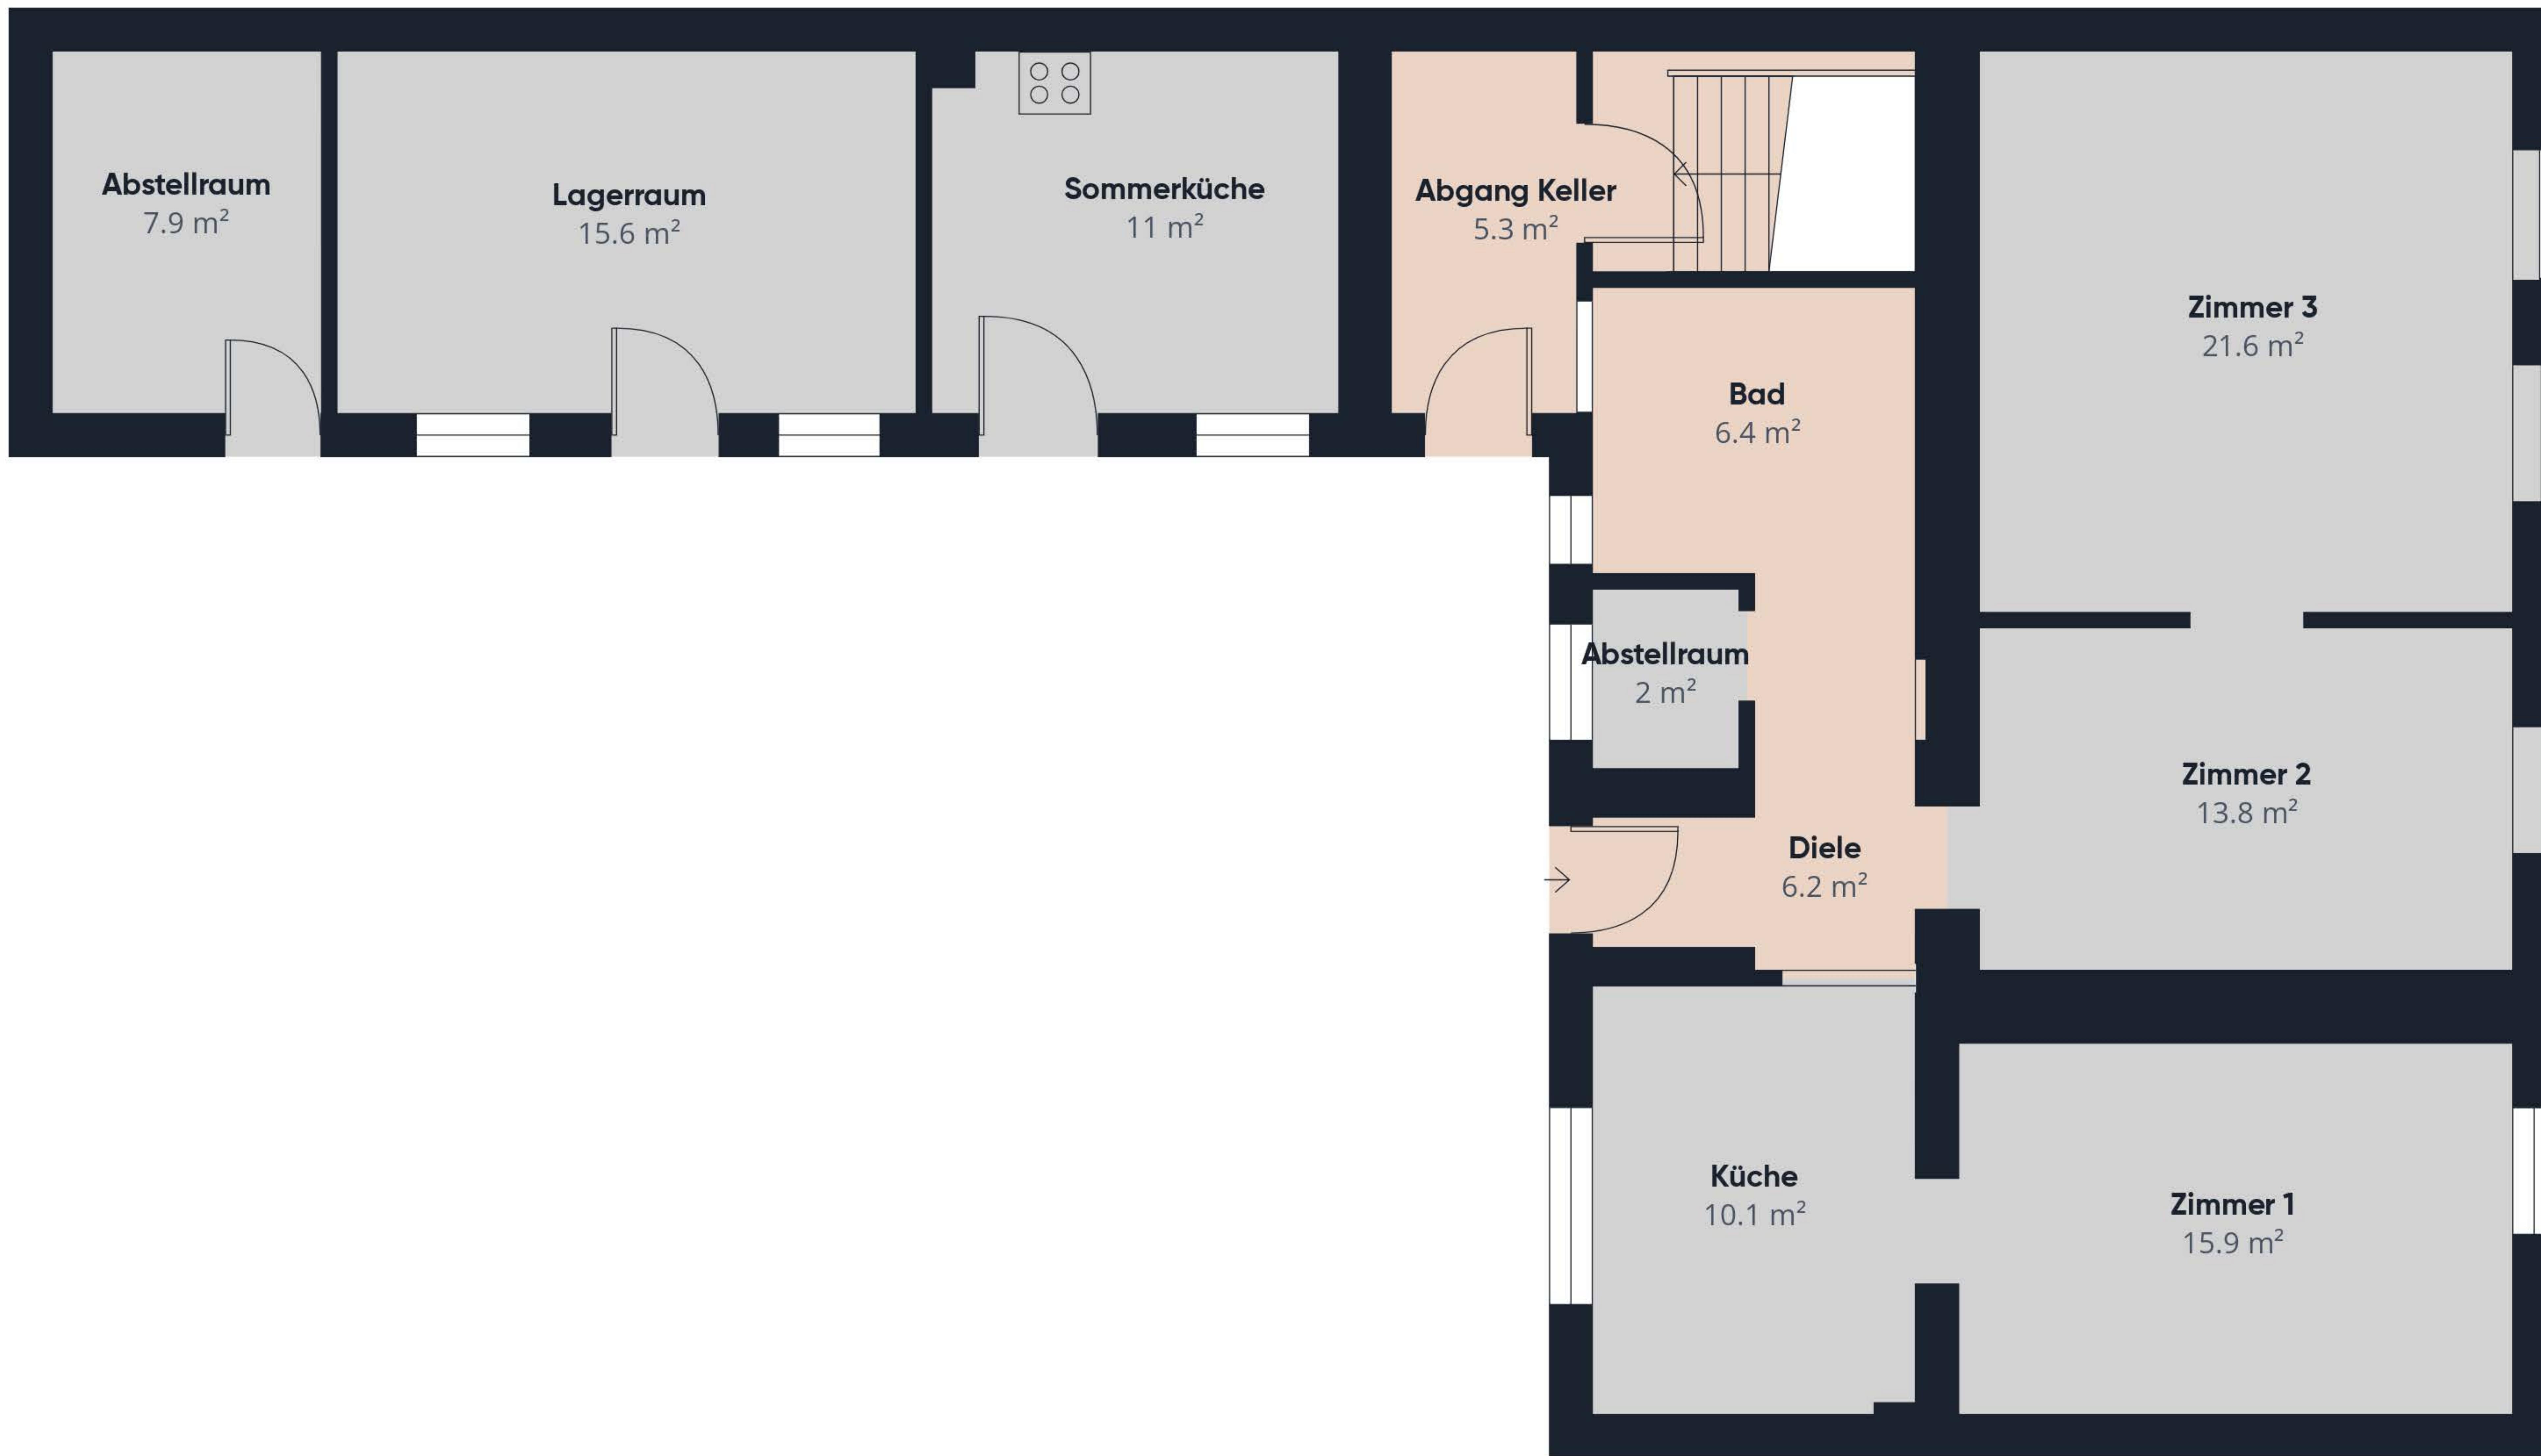 Abstellraum
7.9 m²
Lagerraum
15.6 m²
Sommerküche
11 m²
Abgang Keller
5.3 m²
Zimmer 3
21.6 m²
Bad
6.4 m²
Abstellraum
2 m²
Zimmer 2
13.8 m²
Diele
6.2 m²
Küche
10.1 m²
Zimmer 1
15.9 m²